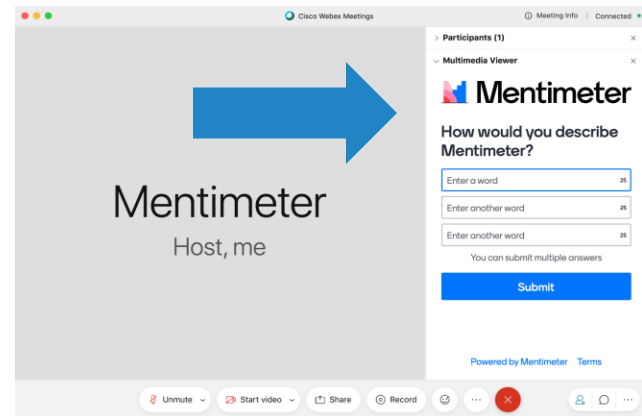 Cisco Webex Meetings
Meeting Info
Connected
Participants (1)
Multimedia Viewer
Mentimeter
How would you describe
Mentimeter?
Enter a word 25
Enter another word 25
Enter another word 25
You can submit multiple answers
Submit
Powered by Mentimeter Terms
Mentimeter
Host, me
Unmute
Start video
Share
Record